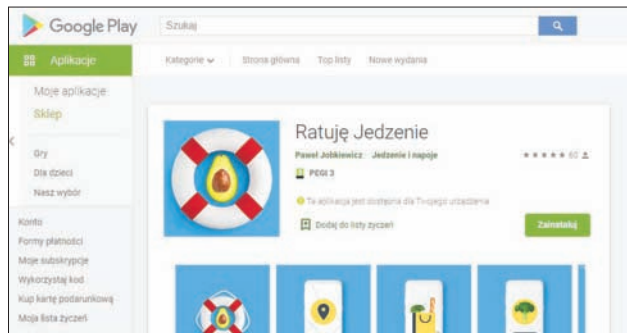 Google Play
Szukaj
Aplikacje
Kategorie
Strona główna
Top listy
Nowe wydania
Moje aplikacje
Sklep
Gry
Dla dzieci
Nasz wybór
Konto
Formy płatności
Moje subskrypcje
Wykorzystaj kod
Kup kartę podarunkową
Moja lista życzeń
Ratuję Jedzenie
Paweł Jobkiewicz Jedzenie i napoje
60
PEGI 3
Ta aplikacja jest dostępna dla Twojego urządzenia
Dodaj do listy życzeń
Zainstaluj